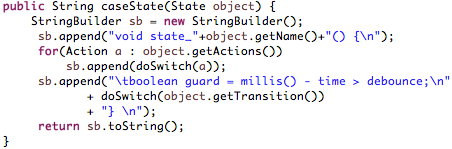 public String caseState(State object) {
    StringBuilder sb = new StringBuilder();
     sb.append("void state_"+object.getName()+"() {\n");
     for(Action a : object.getActions())
         sb.append(doSwitch(a));
     sb.append("\tboolean guard = millis() - time > debounce;\n"
            + doSwitch(object.getTransition())
            + "} \n");
     return sb.toString();
}